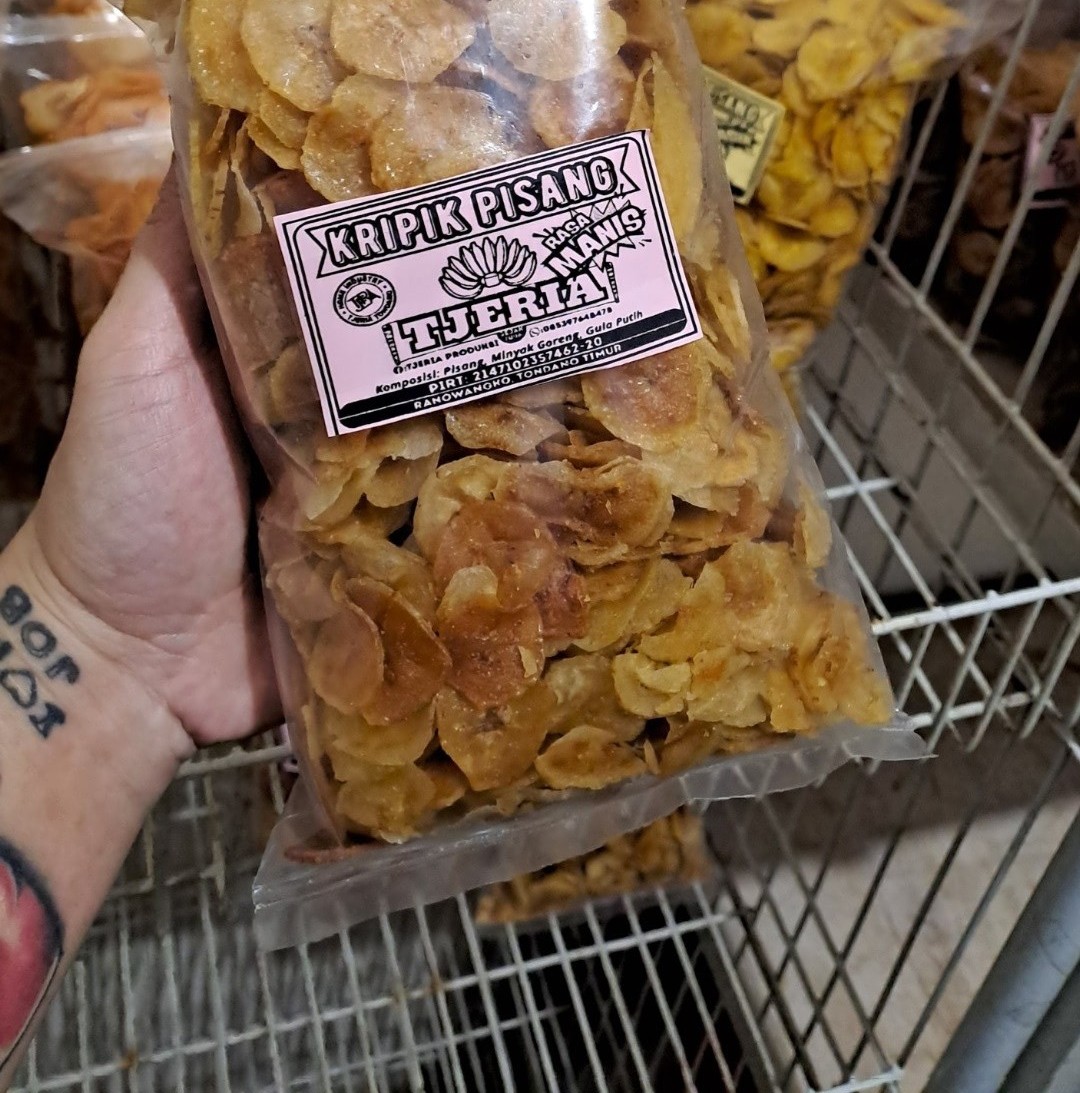 KRIPIK PISANG
RASA
MANIS
TJERIA
TJERIA PRODUKSI
Komposisi: Pisang, Minyak Goreng, Gula Putih
PIRT: 2147102357462-20
RANOWANGKO, TONDANO TIMUR
BOY